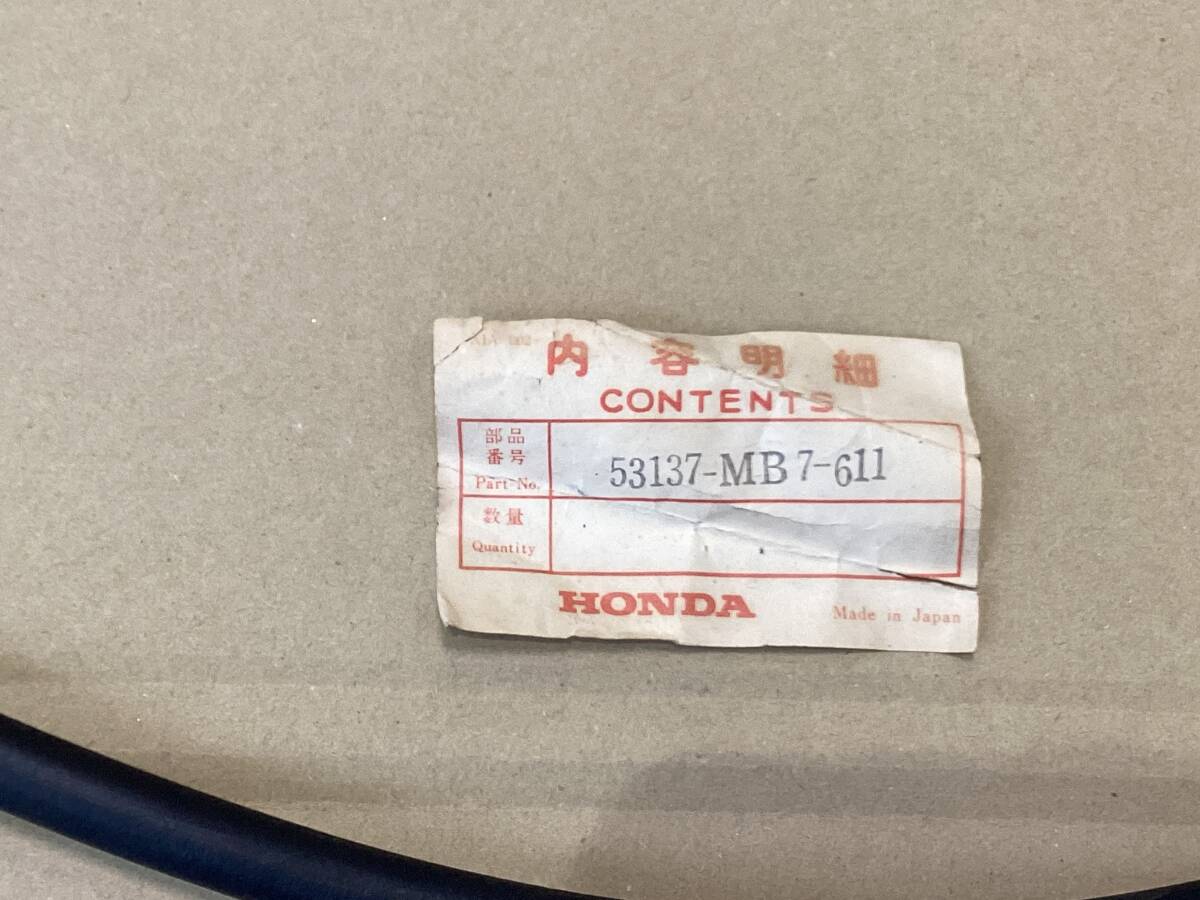 内容明細
CONTENTS
部品
番号
Part No.
53137-MB7-611
数量
Quantity
HONDA
Made in Japan